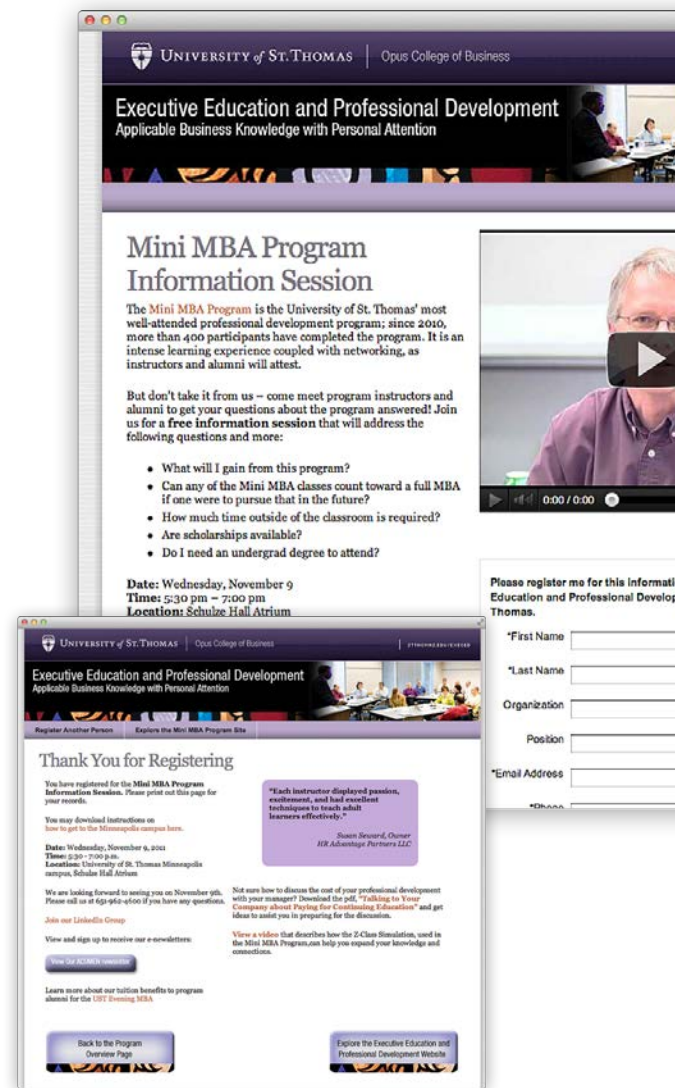 UNIVERSITY of ST. THOMAS | Opus College of Business
Executive Education and Professional Development
Applicable Business Knowledge with Personal Attention
Mini MBA Program
Information Session
The Mini MBA Program is the University of St. Thomas' most
well-attended professional development program; since 2010,
more than 400 participants have completed the program. It is an
intense learning experience coupled with networking, as
instructors and alumni will attest.
But don't take it from us – come meet program instructors and
alumni to get your questions about the program answered! Join
us for a free information session that will address the
following questions and more:
• What will I gain from this program?
• Can any of the Mini MBA classes count toward a full MBA
if one were to pursue that in the future?
• How much time outside of the classroom is required?
• Are scholarships available?
• Do I need an undergrad degree to attend?
Date: Wednesday, November 9
Time: 5:30 pm – 7:00 pm
Location: Schulze Hall Atrium
0:00 / 0:00
Please register me for this informati
Education and Professional Develop
Thomas.
*First Name
*Last Name
Organization
Position
*Email Address
*Phone
UNIVERSITY of ST. THOMAS | Opus College of Business
Executive Education and Professional Development
Applicable Business Knowledge with Personal Attention
Register Another Person
Explore the Mini MBA Program Site
Thank You for Registering
You have registered for the Mini MBA Program
Information Session. Please print out this page for
your records.
You may download instructions on
how to get to the Minneapolis campus here.
Date: Wednesday, November 9, 2011
Time: 5:30 - 7:00 p.m.
Location: University of St. Thomas Minneapolis
campus, Schulze Hall Atrium
We are looking forward to seeing you on November 9th.
Please call us at 651-962-4600 if you have any questions.
Join our LinkedIn Group
View and sign up to receive our e-newsletters:
View Our ACUMEN newsletter
Learn more about our tuition benefits to program
alumni for the UST Evening MBA
"Each instructor displayed passion,
excitement, and had excellent
techniques to teach adult
learners effectively."
Susan Seward, Owner
HR Advantage Partners LLC
Not sure how to discuss the cost of your professional development
with your manager? Download the pdf, "Talking to Your
Company about Paying for Continuing Education" and get
ideas to assist you in preparing for the discussion.
View a video that describes how the Z-Class Simulation, used in
the Mini MBA Program,can help you expand your knowledge and
connections.
Back to the Program
Overview Page
Explore the Executive Education and
Professional Development Website